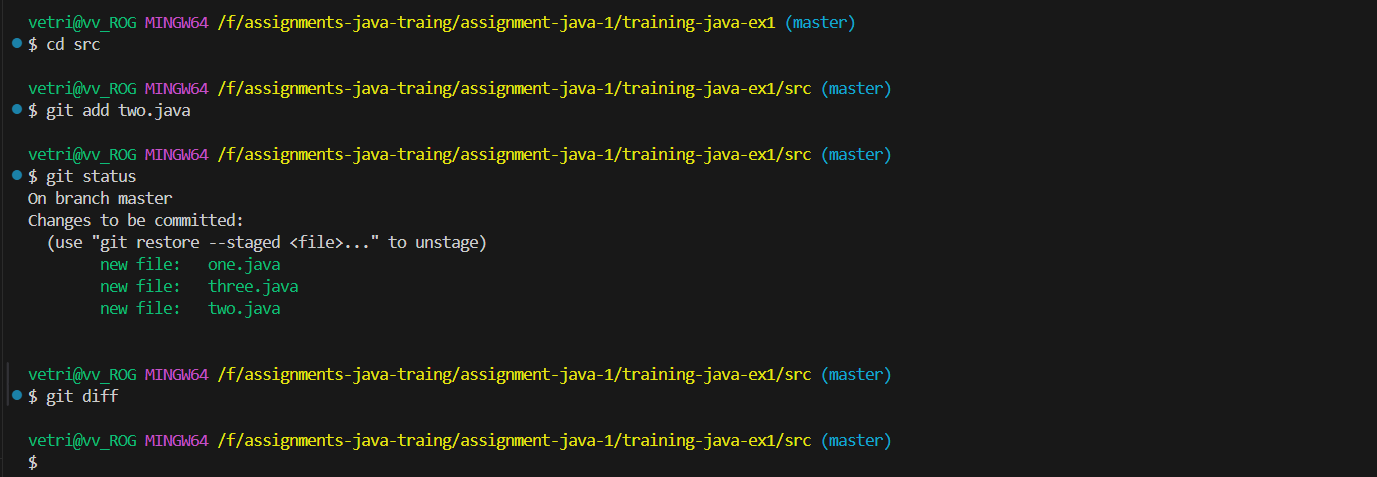 vetri@vv_ROG MINGW64 /f/assignments-java-traing/assignment-java-1/training-java-ex1 (master)
$ cd src
vetri@vv_ROG MINGW64 /f/assignments-java-traing/assignment-java-1/training-java-ex1/src (master)
$ git add two.java
vetri@vv_ROG MINGW64 /f/assignments-java-traing/assignment-java-1/training-java-ex1/src (master)
$ git status
On branch master
Changes to be committed:
  (use "git restore --staged <file>..." to unstage)
        new file:   one.java
        new file:   three.java
        new file:   two.java
vetri@vv_ROG MINGW64 /f/assignments-java-traing/assignment-java-1/training-java-ex1/src (master)
$ git diff
vetri@vv_ROG MINGW64 /f/assignments-java-traing/assignment-java-1/training-java-ex1/src (master)
$